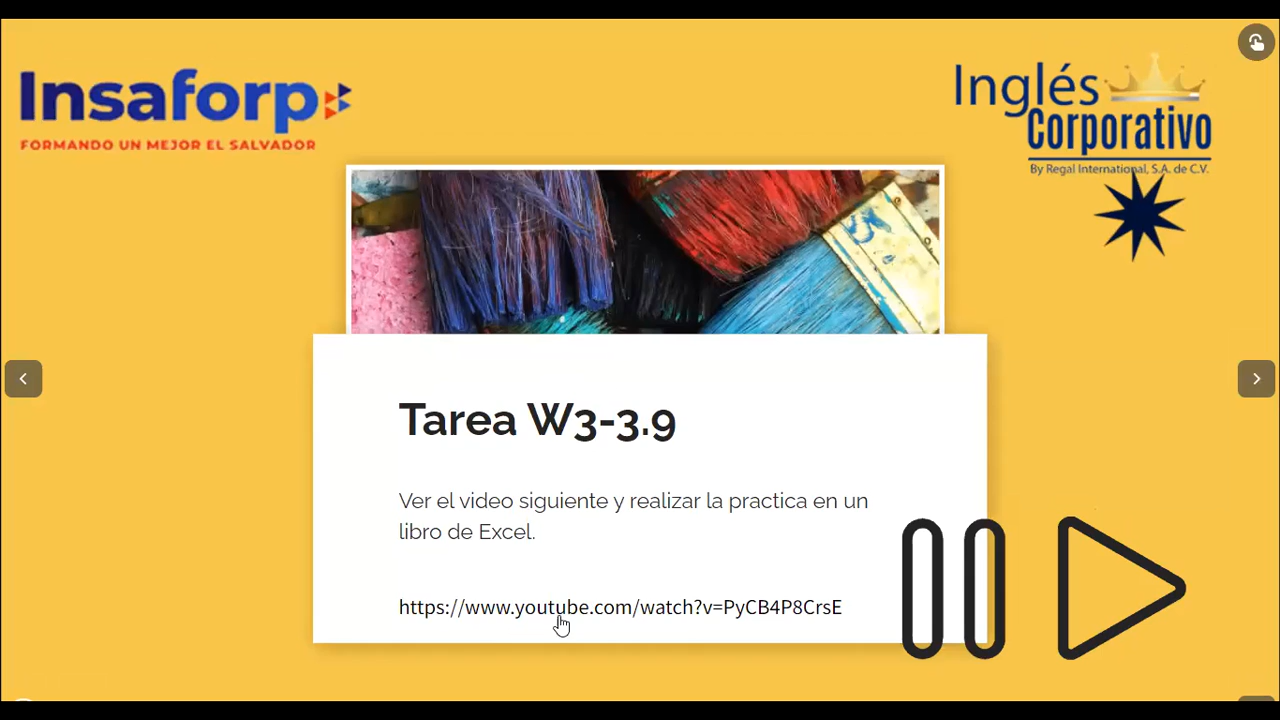 Insaforp
FORMANDO UN MEJOR EL SALVADOR
Inglés
Corporativo
By Regal International, S.A. de C.V.
Tarea W3-3.9
Ver el video siguiente y realizar la practica en un
libro de Excel.
https://www.youtube.com/watch?v=PyCB4P8CrsE